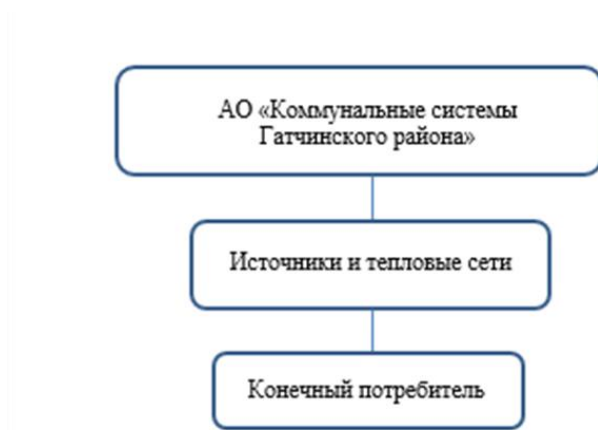 АО «Коммунальные системы
Гатчинского района»
Источники и тепловые сети
Конечный потребитель